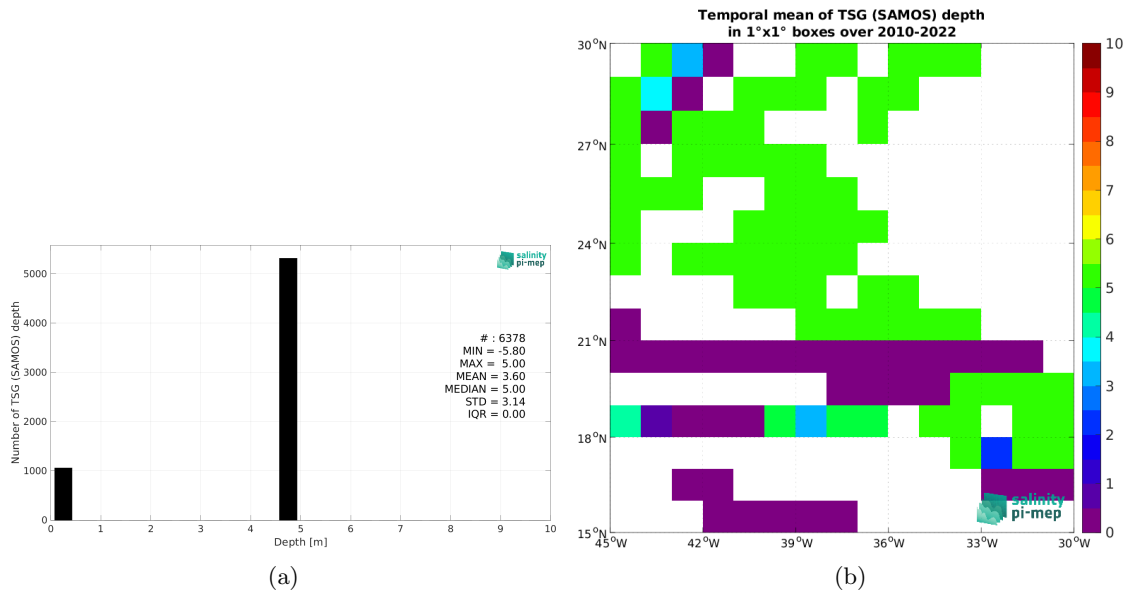 Temporal mean of TSG (SAMOS) depth
in 1°x1° boxes over 2010-2022
Number of TSG (SAMOS) depth
5000
4000
3000
2000
1000
0
0 1 2 3 4 5 6 7 8 9 10
Depth [m]
salinity
pi-mep
# : 6378
MIN = -5.80
MAX = 5.00
MEAN = 3.60
MEDIAN = 5.00
STD = 3.14
IQR = 0.00
(a)
30°N
27°N
24°N
21°N
18°N
15°N
45°W 42°W 39°W 36°W 33°W 30°W
salinity
pi-mep
10
9
8
7
6
5
4
3
2
1
0
(b)